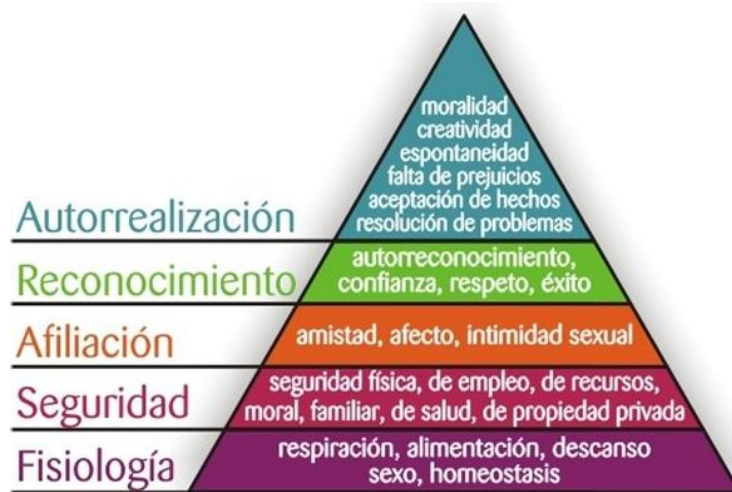 moralidad
creatividad
espontaneidad
falta de prejuicios
aceptación de hechos
resolución de problemas
Autorrealización
autorreconocimiento,
confianza, respeto, éxito
Reconocimiento
amistad, afecto, intimidad sexual
Afiliación
seguridad física, de empleo, de recursos,
moral, familiar, de salud, de propiedad privada
Seguridad
respiración, alimentación, descanso
sexo, homeostasis
Fisiología